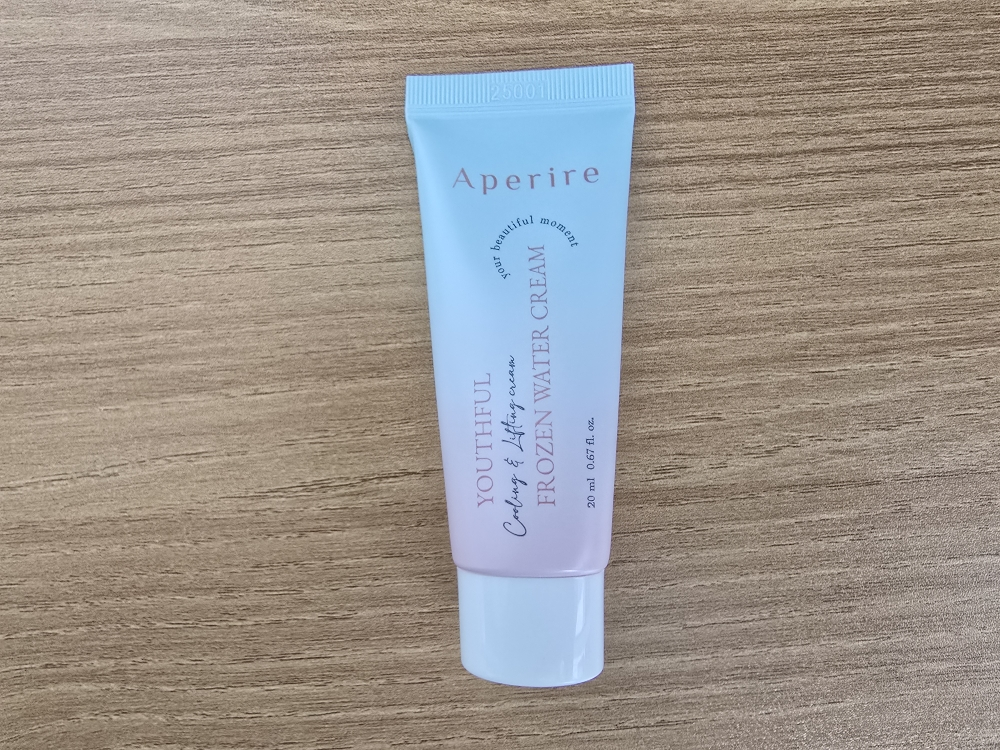 25001
Aperire
your beautiful moment
YOUTHFUL
Cooling & Lifting cream
FROZEN WATER CREAM
20 ml 0.67 fl. oz.